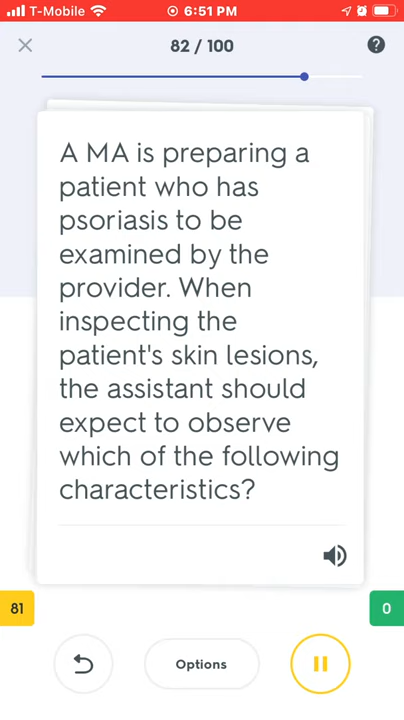 T-Mobile 6:51 PM
82 / 100
?
A MA is preparing a
patient who has
psoriasis to be
examined by the
provider. When
inspecting the
patient's skin lesions,
the assistant should
expect to observe
which of the following
characteristics?
81
0
Options